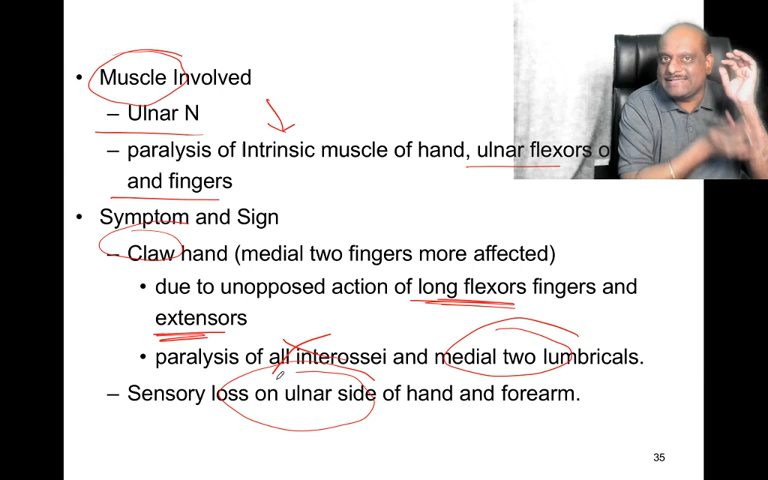 • Muscle Involved
– Ulnar N
– paralysis of Intrinsic muscle of hand, ulnar flexors
and fingers
• Symptom and Sign
– Claw hand (medial two fingers more affected)
• due to unopposed action of long flexors fingers and
extensors
• paralysis of all interossei and medial two lumbricals.
– Sensory loss on ulnar side of hand and forearm.
35